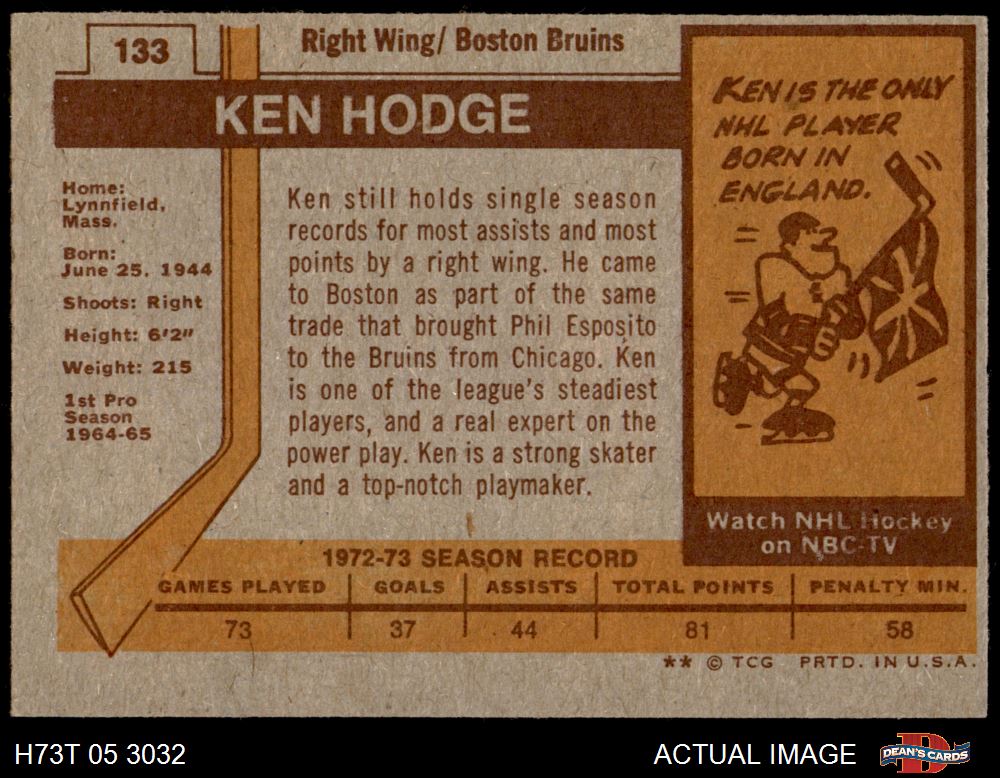 133
Right Wing/ Boston Bruins
KEN HODGE
Home:
Lynnfield,
Mass.
Born:
June 25, 1944
Shoots: Right
Height: 6'2"
Weight: 215
1st Pro
Season
1964-65
Ken still holds single season
records for most assists and most
points by a right wing. He came
to Boston as part of the same
trade that brought Phil Esposito
to the Bruins from Chicago. Ken
is one of the league's steadiest
players, and a real expert on the
power play. Ken is a strong skater
and a top-notch playmaker.
KEN IS THE ONLY
NHL PLAYER
BORN IN
ENGLAND.
Watch NHL Hockey
on NBC-TV
1972-73 SEASON RECORD
GAMES PLAYED GOALS ASSISTS TOTAL POINTS PENALTY MIN.
73 37 44 81 58
** © TCG PRTD. IN U.S.A.
H73T 05 3032
ACTUAL IMAGE
D
DEAN'S CARDS